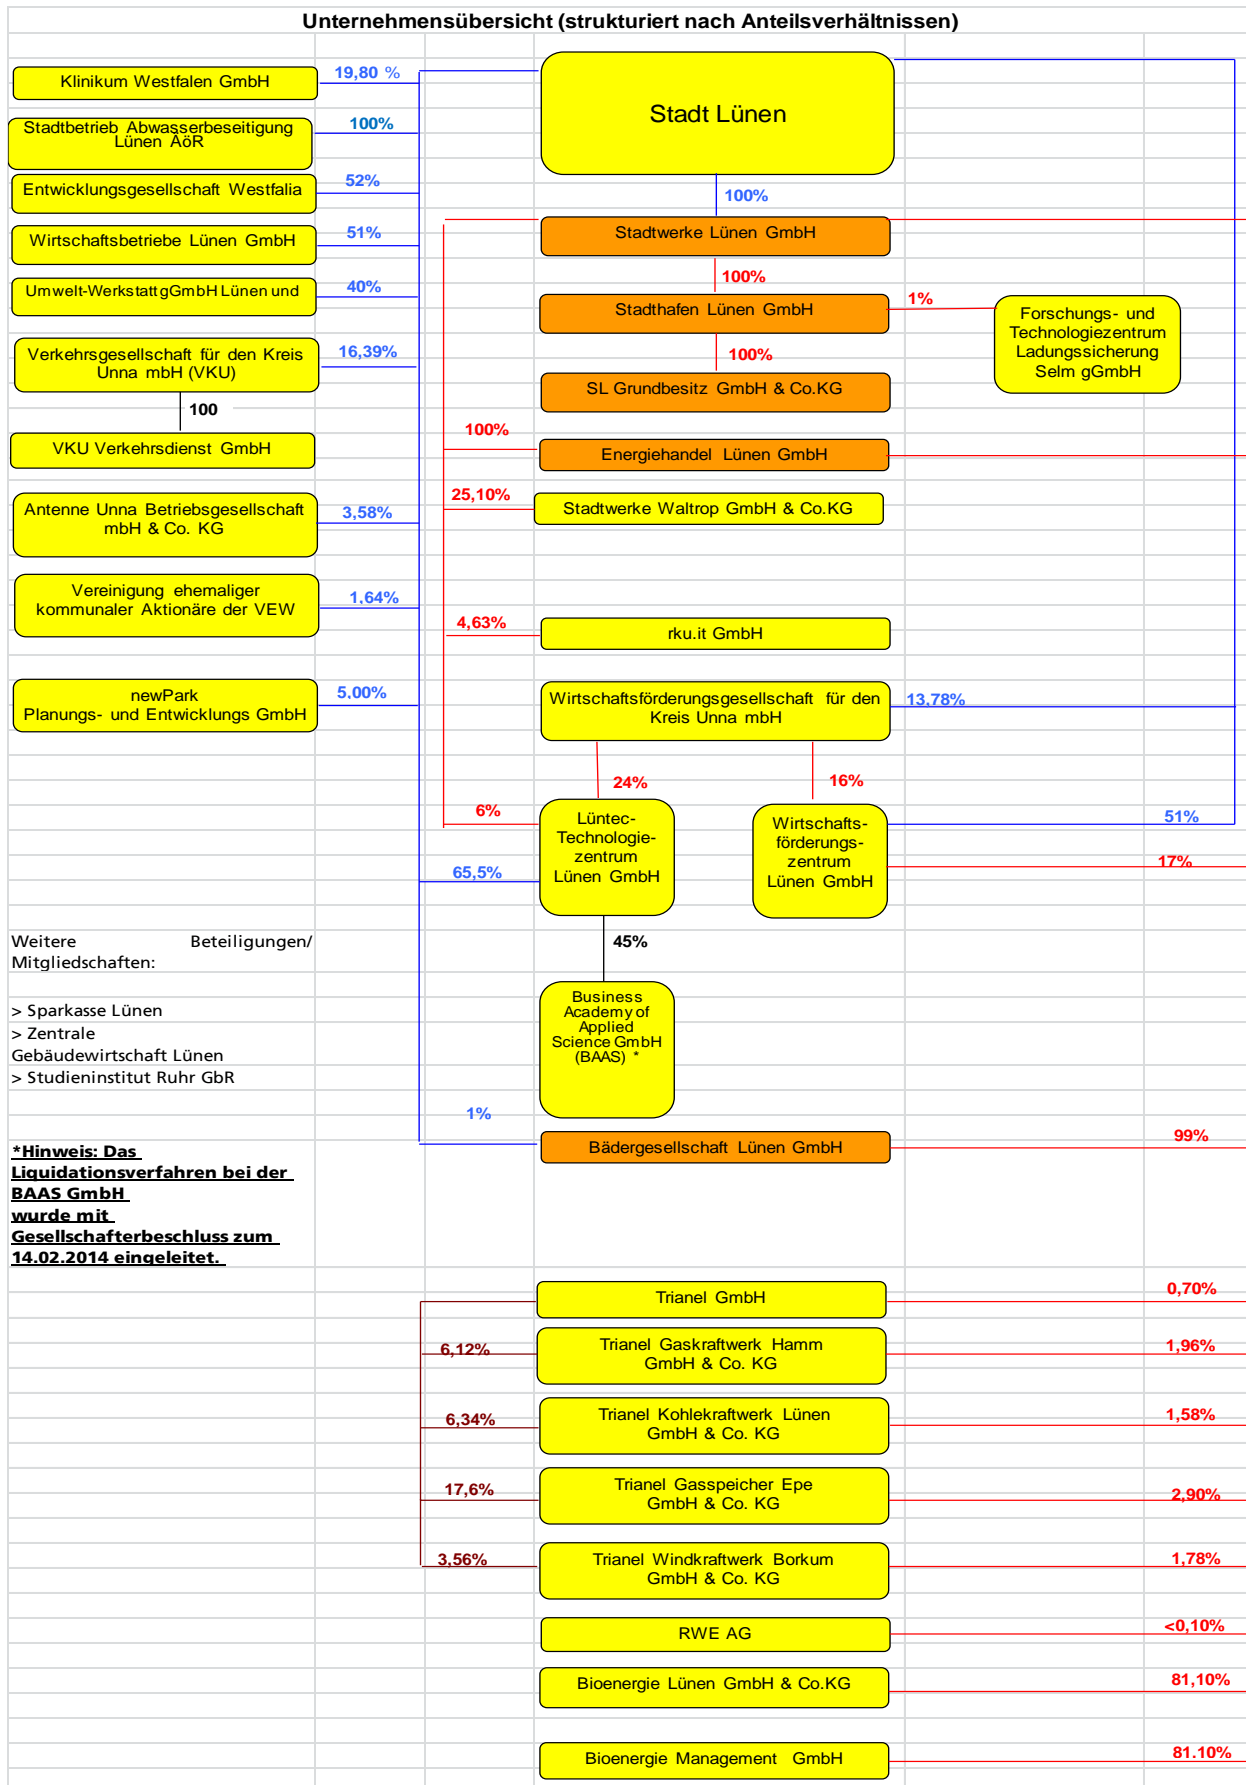 Unternehmensübersicht (strukturiert nach Anteilsverhältnissen)
Klinikum Westfalen GmbH
19,80 %
Stadt Lünen
Stadtbetrieb Abwasserbeseitigung
Lünen AöR
100%
Entwicklungsgesellschaft Westfalia
52%
100%
Wirtschaftsbetriebe Lünen GmbH
51%
Stadtwerke Lünen GmbH
100%
Umwelt-WerkstattgGmbH Lünen und
40%
Stadthafen Lünen GmbH
1%
Forschungs- und
Technologiezentrum
Ladungssicherung
Selm gGmbH
Verkehrsgesellschaft für den Kreis
Unna mbH (VKU)
16,39%
100%
SL Grundbesitz GmbH & Co.KG
100
VKU Verkehrsdienst GmbH
100%
Energiehandel Lünen GmbH
25,10%
Stadtwerke Waltrop GmbH & Co.KG
Antenne Unna Betriebsgesellschaft
mbH & Co. KG
3,58%
Vereinigung ehemaliger
kommunaler Aktionäre der VEW
1,64%
4,63%
rku.it GmbH
newPark
Planungs- und Entwicklungs GmbH
5,00%
Wirtschaftsförderungsgesellschaft für den
Kreis Unna mbH
13,78%
24%
16%
6%
Lüntec-
Technologie-
zentrum
Lünen GmbH
Wirtschafts-
förderungs-
zentrum
Lünen GmbH
51%
17%
65,5%
45%
Weitere Beteiligungen/
Mitgliedschaften:
> Sparkasse Lünen
> Zentrale
Gebäudewirtschaft Lünen
> Studieninstitut Ruhr GbR
Business
Academy of
Applied
Science GmbH
(BAAS) *
1%
Bädergesellschaft Lünen GmbH
99%
*Hinweis: Das
Liquidationsverfahren bei der
BAAS GmbH
wurde mit
Gesellschafterbeschluss zum
14.02.2014 eingeleitet.
Trianel GmbH
0,70%
6,12%
Trianel Gaskraftwerk Hamm
GmbH & Co. KG
1,96%
6,34%
Trianel Kohlekraftwerk Lünen
GmbH & Co. KG
1,58%
17,6%
Trianel Gasspeicher Epe
GmbH & Co. KG
2,90%
3,56%
Trianel Windkraftwerk Borkum
GmbH & Co. KG
1,78%
RWE AG
<0,10%
Bioenergie Lünen GmbH & Co.KG
81,10%
Bioenergie Management GmbH
81.10%